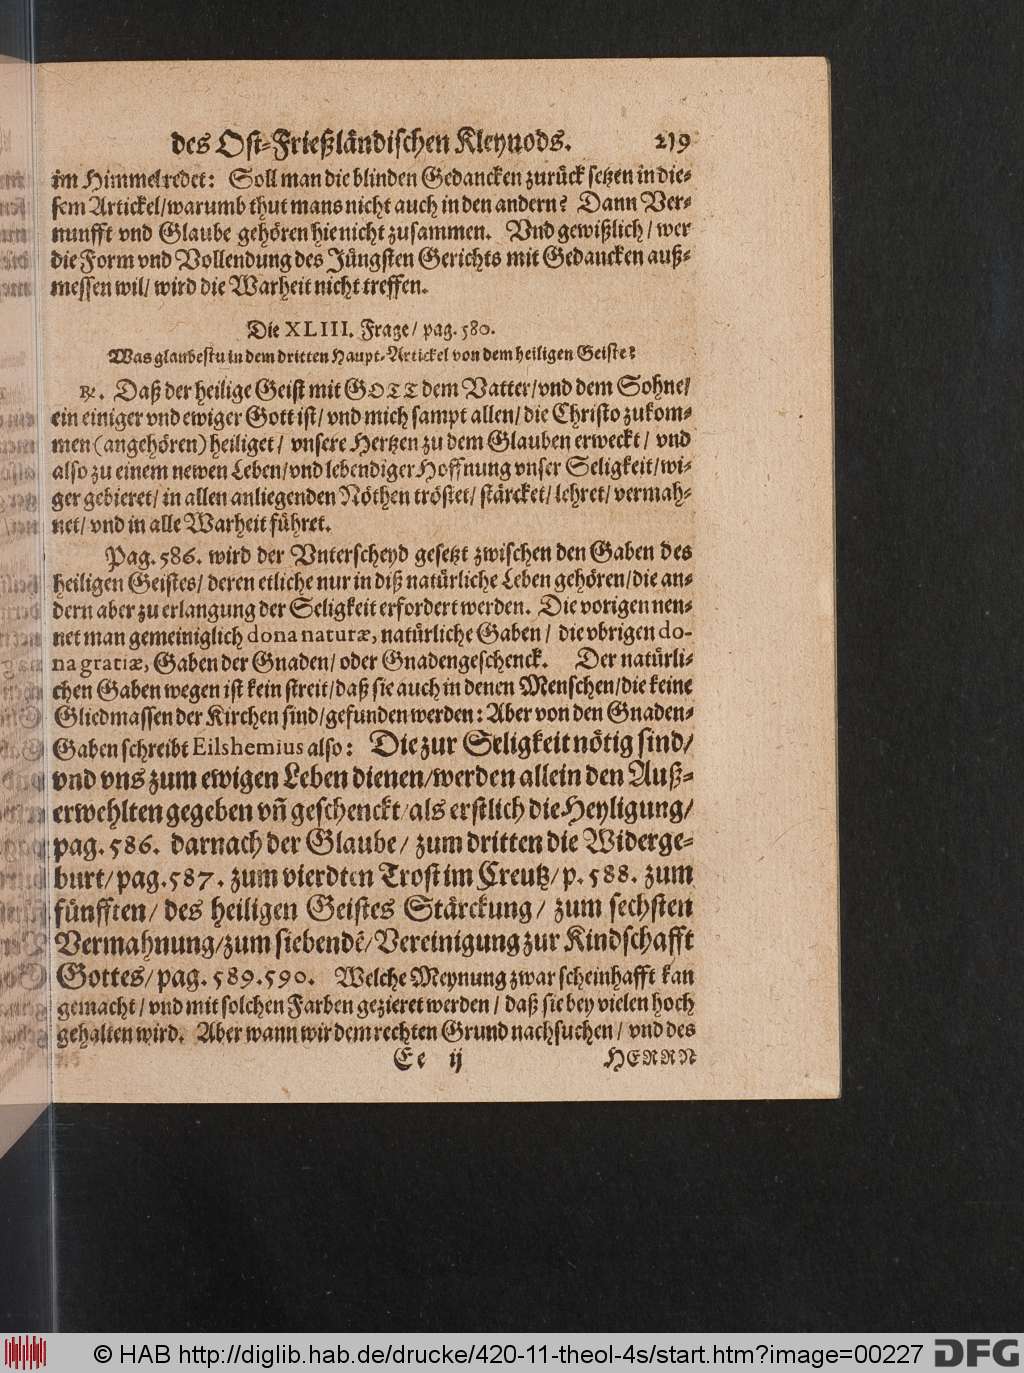 des Ost-Frießländischen Kleynods. 219
im Himmel redet: Soll man die blinden Gedancken zurück setzen in die-
sem Artickel/ warumb thut mans nicht auch in den andern? Dann Ver-
nunfft vnd Glaube gehören hie nicht zusammen. Vnd gewißlich/ wer
die Form vnd Vollendung des Jüngsten Gerichts mit Gedancken auß-
messen wil/ wird die Warheit nicht treffen.
Die XLIII. Frage/ pag. 580.
Was glaubestu in dem dritten Haupt-Artickel von dem heiligen Geiste?
℟. Daß der heilige Geist mit GOTT dem Vatter/ vnd dem Sohne/
ein einiger vnd ewiger Gott ist/ vnd mich sampt allen/ die Christo zukom-
men (angehören) heiliget/ vnsere Hertzen zu dem Glauben erweckt/ vnd
also zu einem newen Leben/ vnd lebendiger Hoffnung vnser Seligkeit/ wi-
ger gebieret/ in allen anliegenden Nöthen tröstet/ stärcket/ lehret/ vermah-
net/ vnd in alle Warheit führet.
Pag. 586. wird der Vnterscheyd gesetzt zwischen den Gaben des
heiligen Geistes/ deren etliche nur in diß natürliche Leben gehören/ die an-
dern aber zu erlangung der Seligkeit erfordert werden. Die vorigen nen-
net man gemeiniglich dona naturæ, natürliche Gaben/ die vbrigen do-
na gratiæ, Gaben der Gnaden/ oder Gnadengeschenck. Der natürli-
chen Gaben wegen ist kein streit/ daß sie auch in denen Menschen/ die keine
Gliedmassen der Kirchen sind/ gefunden werden: Aber von den Gnaden-
Gaben schreibt Eilshemius also: Die zur Seligkeit nötig sind/
vnd vns zum ewigen Leben dienen/ werden allein den Auß-
erwehlten gegeben vñ geschenckt/ als erstlich die Heyligung/
pag. 586. darnach der Glaube/ zum dritten die Widerge-
burt/ pag. 587. zum vierdten Trost im Creutz/ p. 588. zum
fünfften/ des heiligen Geistes Stärckung/ zum sechsten
Vermahnung/ zum siebendẽ/ Vereinigung zur Kindschafft
Gottes/ pag. 589. 590. Welche Meynung zwar scheinhafft kan
gemacht/ vnd mit solchen Farben gezieret werden/ daß sie bey vielen hoch
gehalten wird. Aber wann wir dem rechten Grund nachsuchen/ vnd des
Ee ij HERRN
© HAB http://diglib.hab.de/drucke/420-11-theol-4s/start.htm?image=00227 DFG